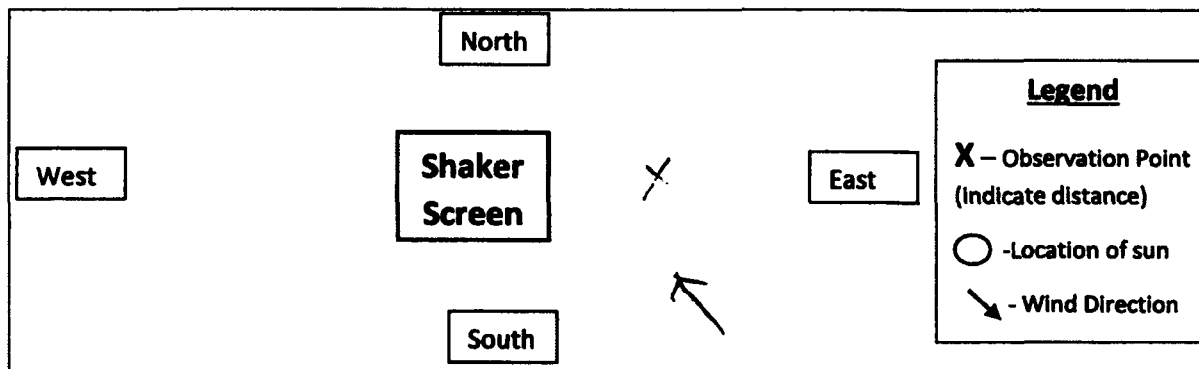 North
Legend
West
Shaker
Screen
X
East
X – Observation Point
(indicate distance)
-Location of sun
- Wind Direction
South